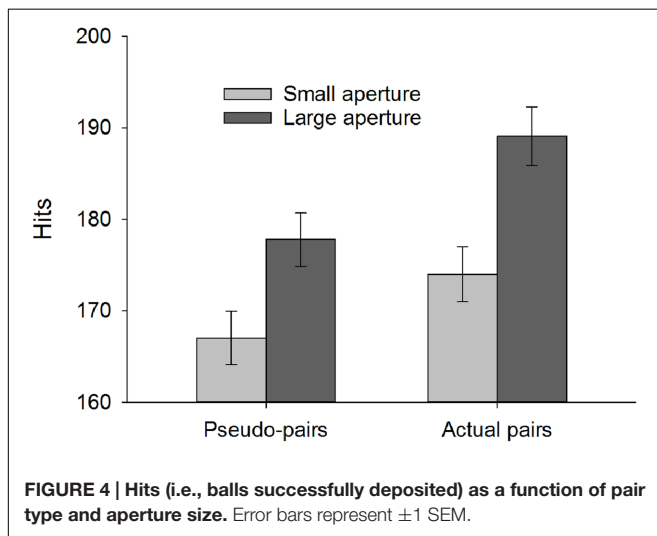 200
190
180
170
160
Hits
Small aperture
Large aperture
Pseudo-pairs
Actual pairs
FIGURE 4 | Hits (i.e., balls successfully deposited) as a function of pair
type and aperture size. Error bars represent ±1 SEM.